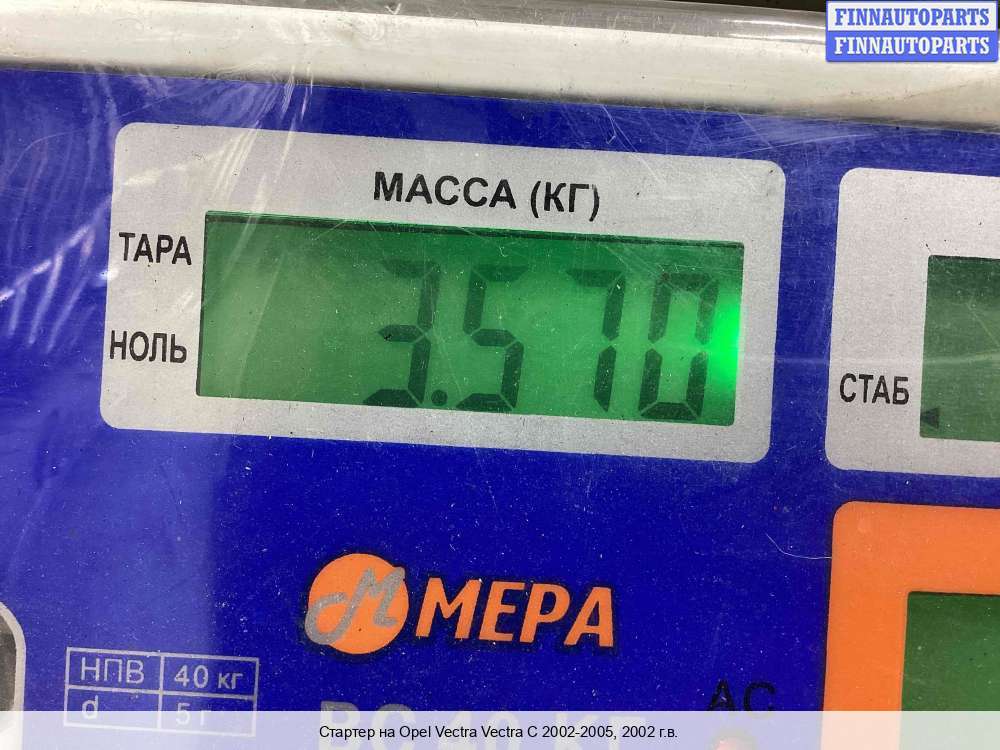 FINNAUTOPARTS
FINNAUTOPARTS
МАССА (КГ)
ТАРА
3.570
НОЛЬ
СТАБ
МЕРА
НПВ 40 кг
d 5 г
АС
Стартер на Opel Vectra Vectra C 2002-2005, 2002 г.в.